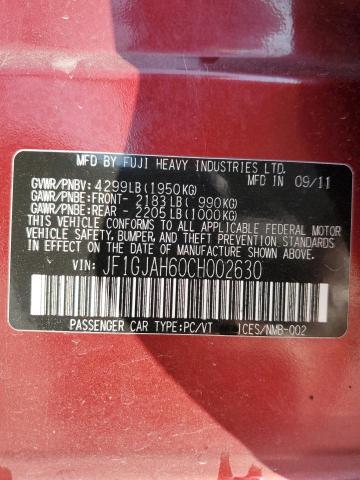 MFD BY FUJI HEAVY INDUSTRIES LTD.
GVWR/PNBV: 4299LB(1950KG) IN 09/11
GAWR/PNBE:FRONT- 2183LB( 990KG)
GAWR/PNBE:REAR - 2205LB(1000KG)
THIS VEHICLE CONFORMS TO ALL APPLICABLE FEDERAL MOTOR
VEHICLE SAFETY, BUMPER, AND THEFT PREVENTION
STANDARDS IN EFFECT ON THE DATE OF MANUFACTURE SHOWN ABOVE.
VIN: JF1GJAH60CH002630
PASSENGER CAR TYPE:PC/VT ICES/NMB-002